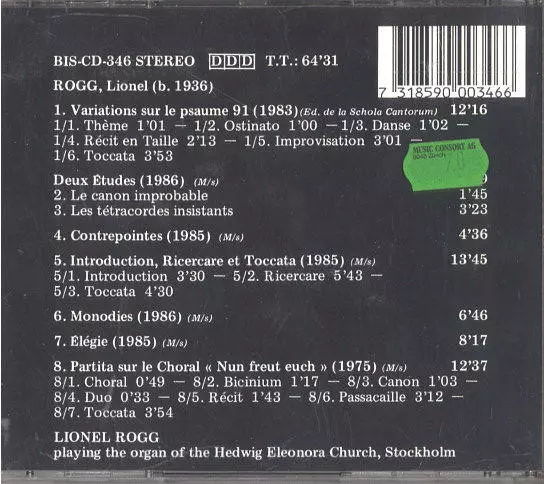 BIS-CD-346 STEREO DDD T.T.: 64'31
7 318590 003466
ROGG, Lionel (b. 1936)
1. Variations sur le psaume 91 (1983) (Ed. de la Schola Cantorum) 12'16
1/1. Thème 1'01 — 1/2. Ostinato 1'00 — 1/3. Danse 1'02 —
1/4. Récit en Taille 2'13 — 1/5. Improvisation 3'01 —
1/6. Toccata 3'53
MUSIC CONSORT AG
Deux Études (1986) (M/s)
2. Le canon improbable 1'45
3. Les tétracordes insistants 3'23
4. Contrepointes (1985) (M/s) 4'36
5. Introduction, Ricercare et Toccata (1985) (M/s) 13'45
5/1. Introduction 3'30 — 5/2. Ricercare 5'43 —
5/3. Toccata 4'30
6. Monodies (1986) (M/s) 6'46
7. Élégie (1985) (M/s) 8'17
8. Partita sur le Choral « Nun freut euch » (1975) (M/s) 12'37
8/1. Choral 0'49 — 8/2. Bicinium 1'17 — 8/3. Canon 1'03 —
8/4. Duo 0'33 — 8/5. Récit 1'43 — 8/6. Passacaille 3'12 —
8/7. Toccata 3'54
LIONEL ROGG
playing the organ of the Hedwig Eleonora Church, Stockholm